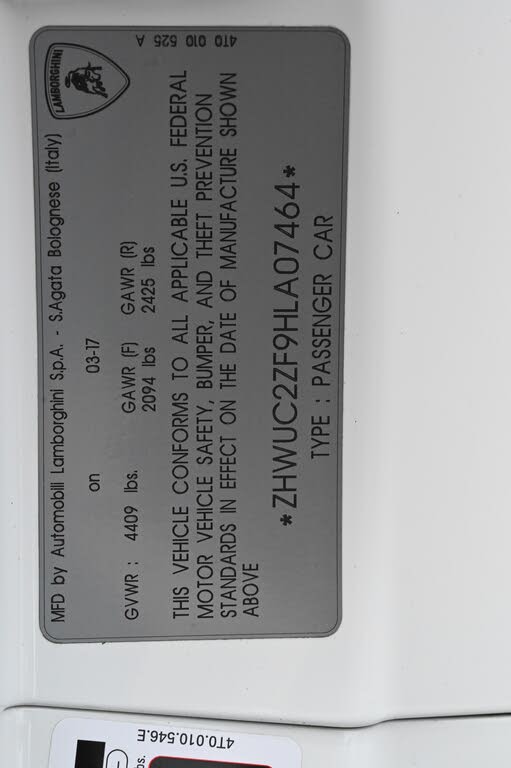 LAMBORGHINI
4T0 010 525 A
MFD by Automobili Lamborghini S.p.A. - S.Agata Bolognese (Italy)
on 03-17
GVWR : 4409 lbs. GAWR (F) GAWR (R)
2094 lbs 2425 lbs
THIS VEHICLE CONFORMS TO ALL APPLICABLE U.S. FEDERAL
MOTOR VEHICLE SAFETY, BUMPER, AND THEFT PREVENTION
STANDARDS IN EFFECT ON THE DATE OF MANUFACTURE SHOWN
ABOVE
*ZHWUC2ZF9HLA07464*
TYPE : PASSENGER CAR
4T0.010.546.E